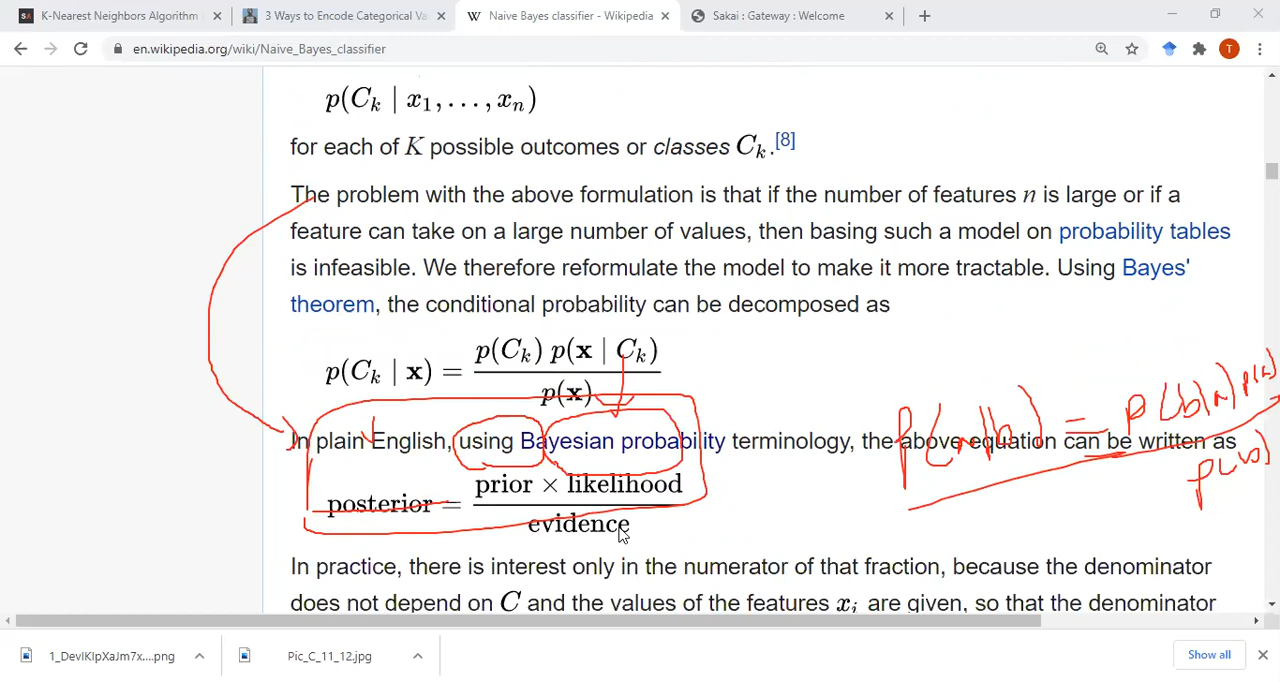 K-Nearest Neighbors Algorithm
3 Ways to Encode Categorical Va
Naive Bayes classifier - Wikipedia
Sakai : Gateway : Welcome
en.wikipedia.org/wiki/Naive_Bayes_classifier
T
p(C_k | x_1, . . . , x_n)
for each of K possible outcomes or classes C_k.[8]
The problem with the above formulation is that if the number of features n is large or if a
feature can take on a large number of values, then basing such a model on probability tables
is infeasible. We therefore reformulate the model to make it more tractable. Using Bayes'
theorem, the conditional probability can be decomposed as
p(C_k) p(x | C_k)
p(C_k | x) =
p(x)
In plain English, using Bayesian probability terminology, the above equation can be written as
prior × likelihood
posterior =
evidence
In practice, there is interest only in the numerator of that fraction, because the denominator
does not depend on C and the values of the features x_i are given, so that the denominator
Pic_C_11_12.jpg
Show all